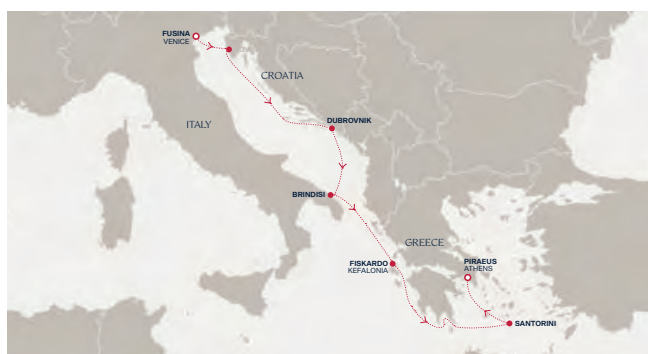 FUSINA
VENICE
CROATIA
ITALY
DUBROVNIK
BRINDISI
GREECE
FISKARDO
KEFALONIA
PIRAEUS
ATHENS
SANTORINI